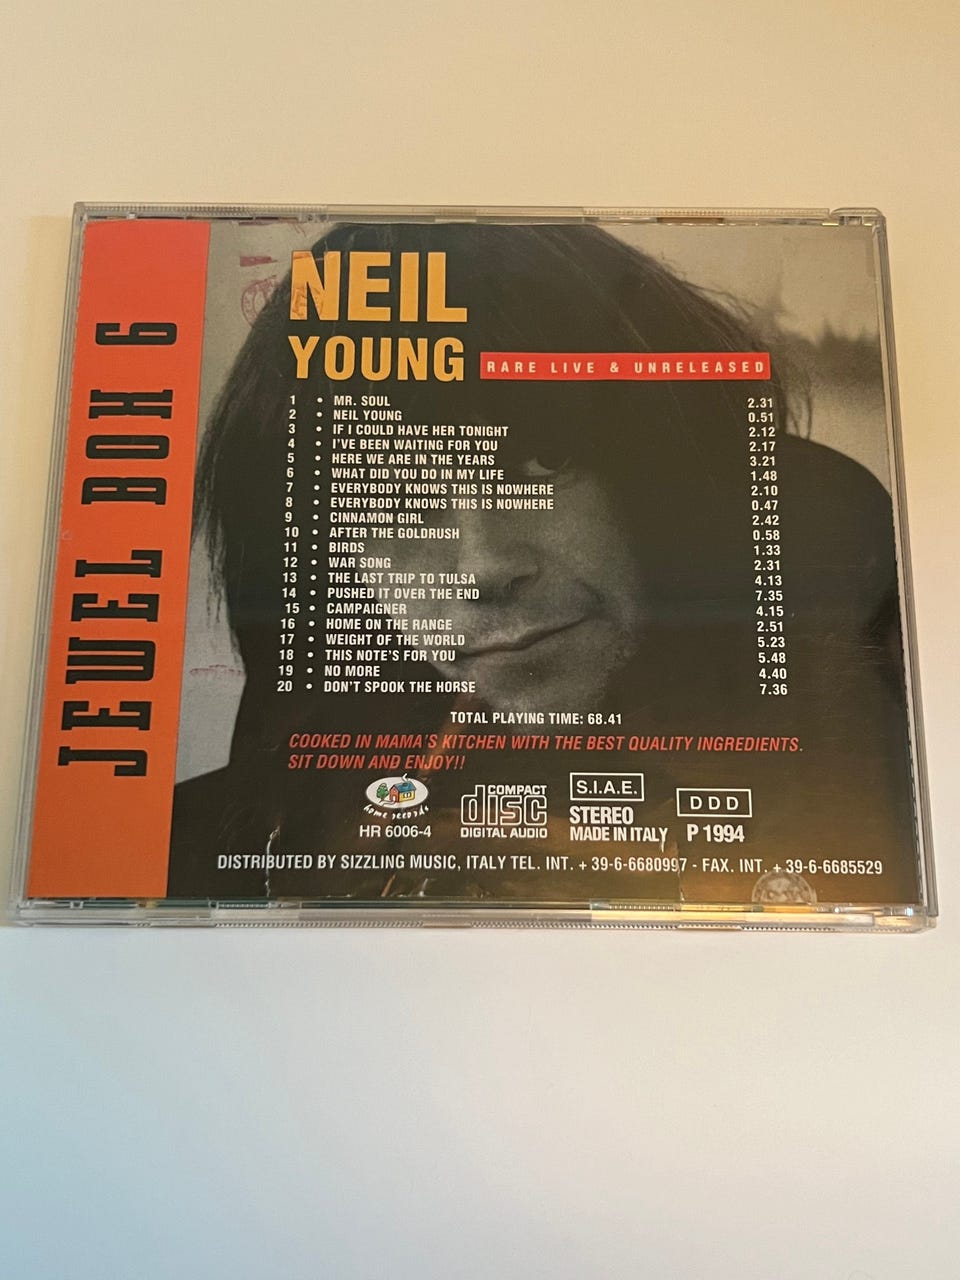 JEWEL BOX 6
NEIL
YOUNG
RARE LIVE & UNRELEASED
1 • MR. SOUL 2.31
2 • NEIL YOUNG 0.51
3 • IF I COULD HAVE HER TONIGHT 2.12
4 • I'VE BEEN WAITING FOR YOU 2.17
5 • HERE WE ARE IN THE YEARS 3.21
6 • WHAT DID YOU DO IN MY LIFE 1.48
7 • EVERYBODY KNOWS THIS IS NOWHERE 2.10
8 • EVERYBODY KNOWS THIS IS NOWHERE 0.47
9 • CINNAMON GIRL 2.42
10 • AFTER THE GOLDRUSH 0.58
11 • BIRDS 1.33
12 • WAR SONG 2.31
13 • THE LAST TRIP TO TULSA 4.13
14 • PUSHED IT OVER THE END 7.35
15 • CAMPAIGNER 4.15
16 • HOME ON THE RANGE 2.51
17 • WEIGHT OF THE WORLD 5.23
18 • THIS NOTE'S FOR YOU 5.48
19 • NO MORE 4.40
20 • DON'T SPOOK THE HORSE 7.36
TOTAL PLAYING TIME: 68.41
COOKED IN MAMA'S KITCHEN WITH THE BEST QUALITY INGREDIENTS.
SIT DOWN AND ENJOY!!
home records
HR 6006-4
COMPACT
disc
DIGITAL AUDIO
S.I.A.E.
STEREO
MADE IN ITALY
DDD
P 1994
DISTRIBUTED BY SIZZLING MUSIC, ITALY TEL. INT. + 39-6-6680997 - FAX. INT. + 39-6-6685529